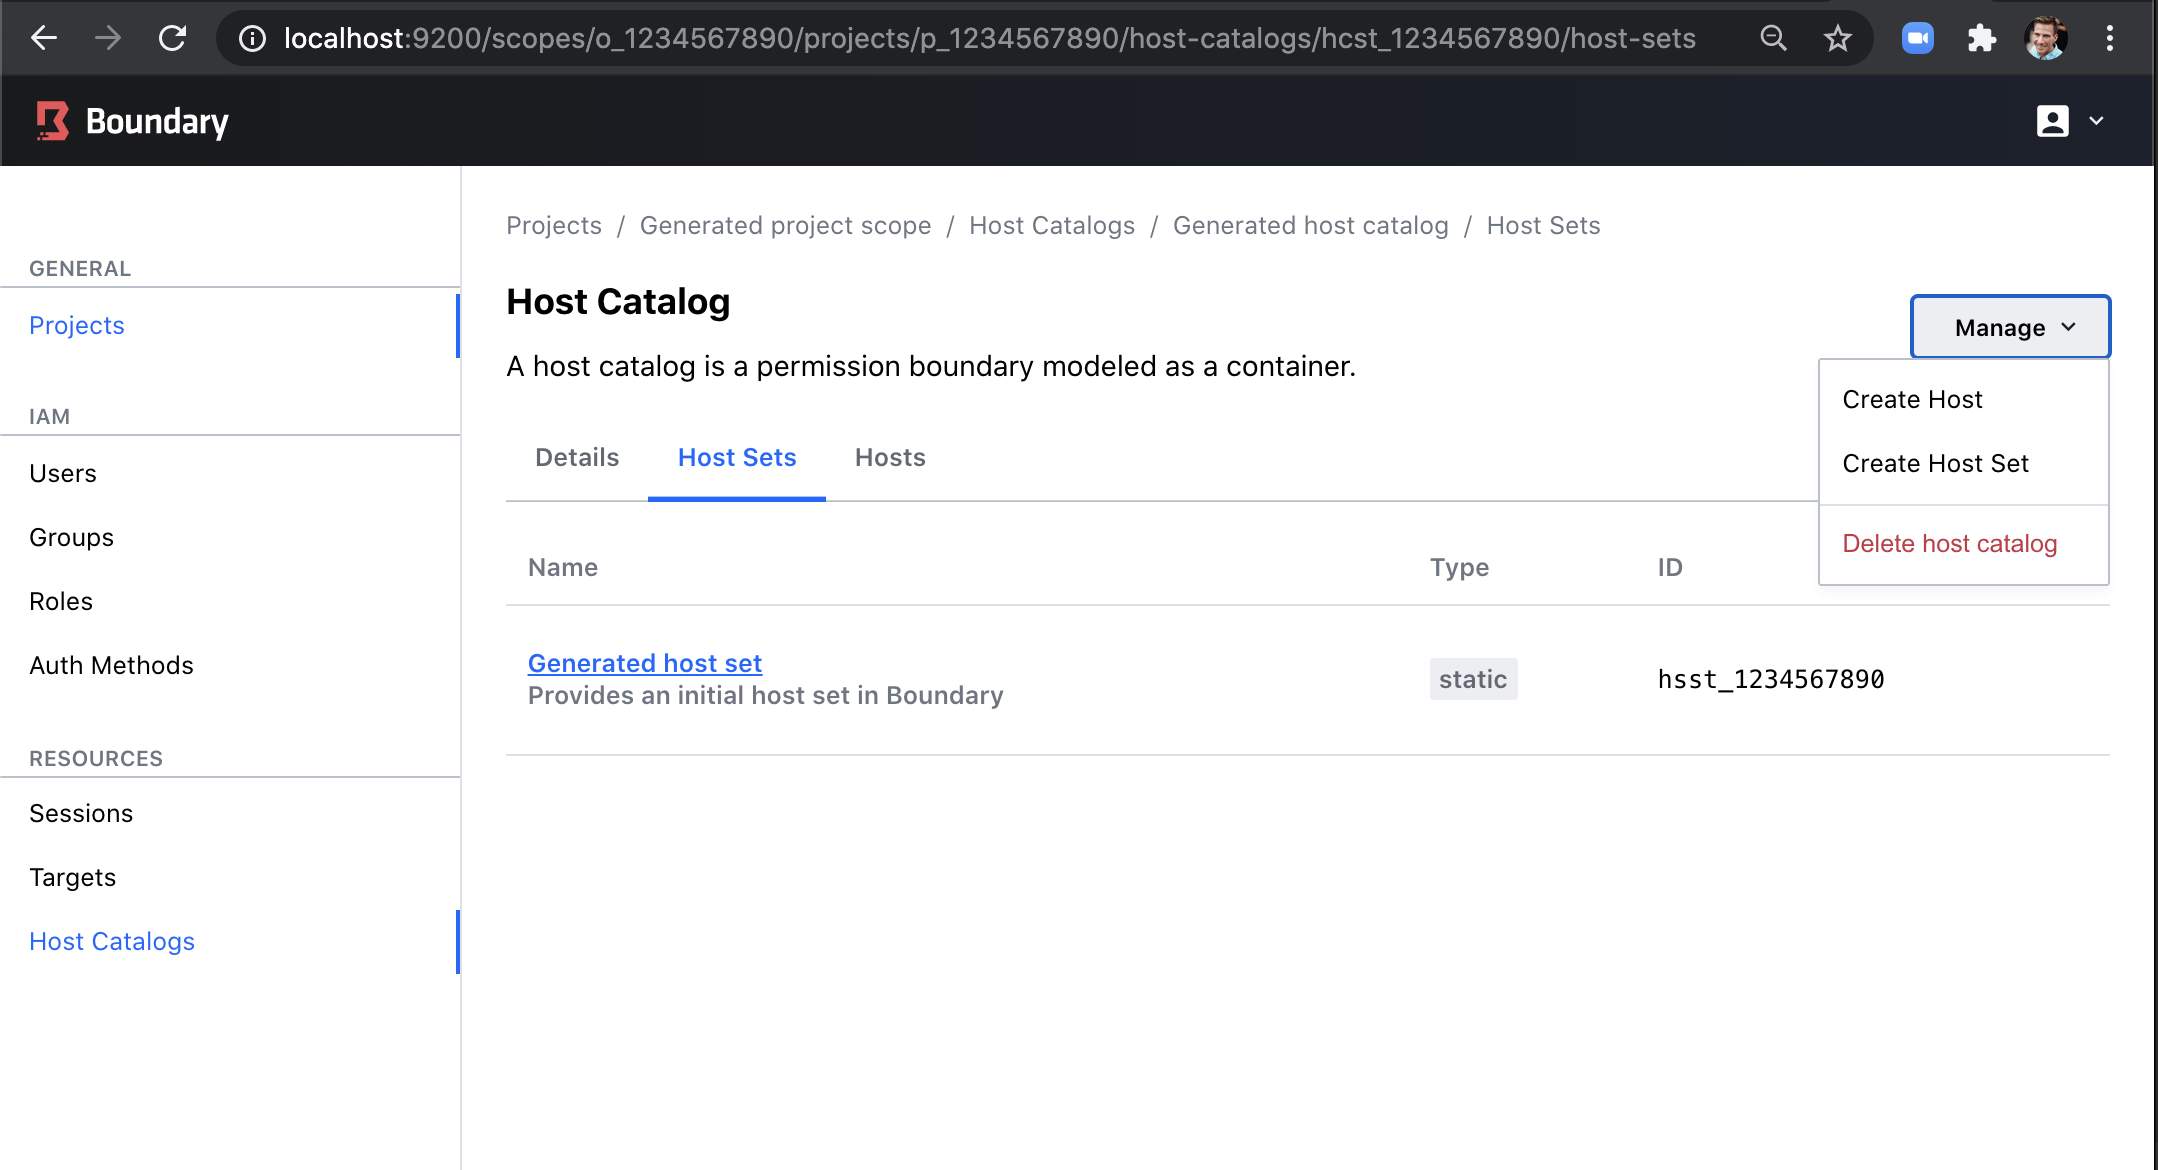 localhost:9200/scopes/o_1234567890/projects/p_1234567890/host-catalogs/hcst_1234567890/host-sets
Boundary
GENERAL
Projects
IAM
Users
Groups
Roles
Auth Methods
RESOURCES
Sessions
Targets
Host Catalogs
Projects / Generated project scope / Host Catalogs / Generated host catalog / Host Sets
Host Catalog
A host catalog is a permission boundary modeled as a container.
Manage
Create Host
Create Host Set
Delete host catalog
Details Host Sets Hosts
Name Type ID
Generated host set
Provides an initial host set in Boundary
static
hsst_1234567890